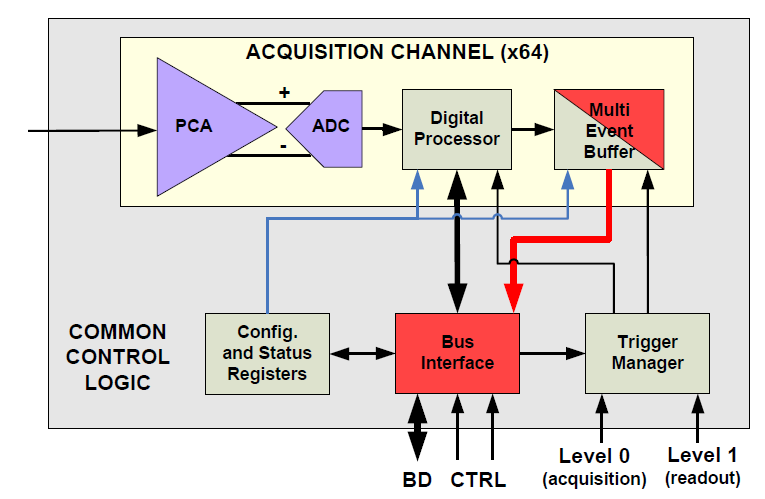 ACQUISITION CHANNEL (x64)
PCA
+
-
ADC
Digital
Processor
Multi
Event
Buffer
COMMON
CONTROL
LOGIC
Config.
and Status
Registers
Bus
Interface
Trigger
Manager
BD
CTRL
Level 0
(acquisition)
Level 1
(readout)